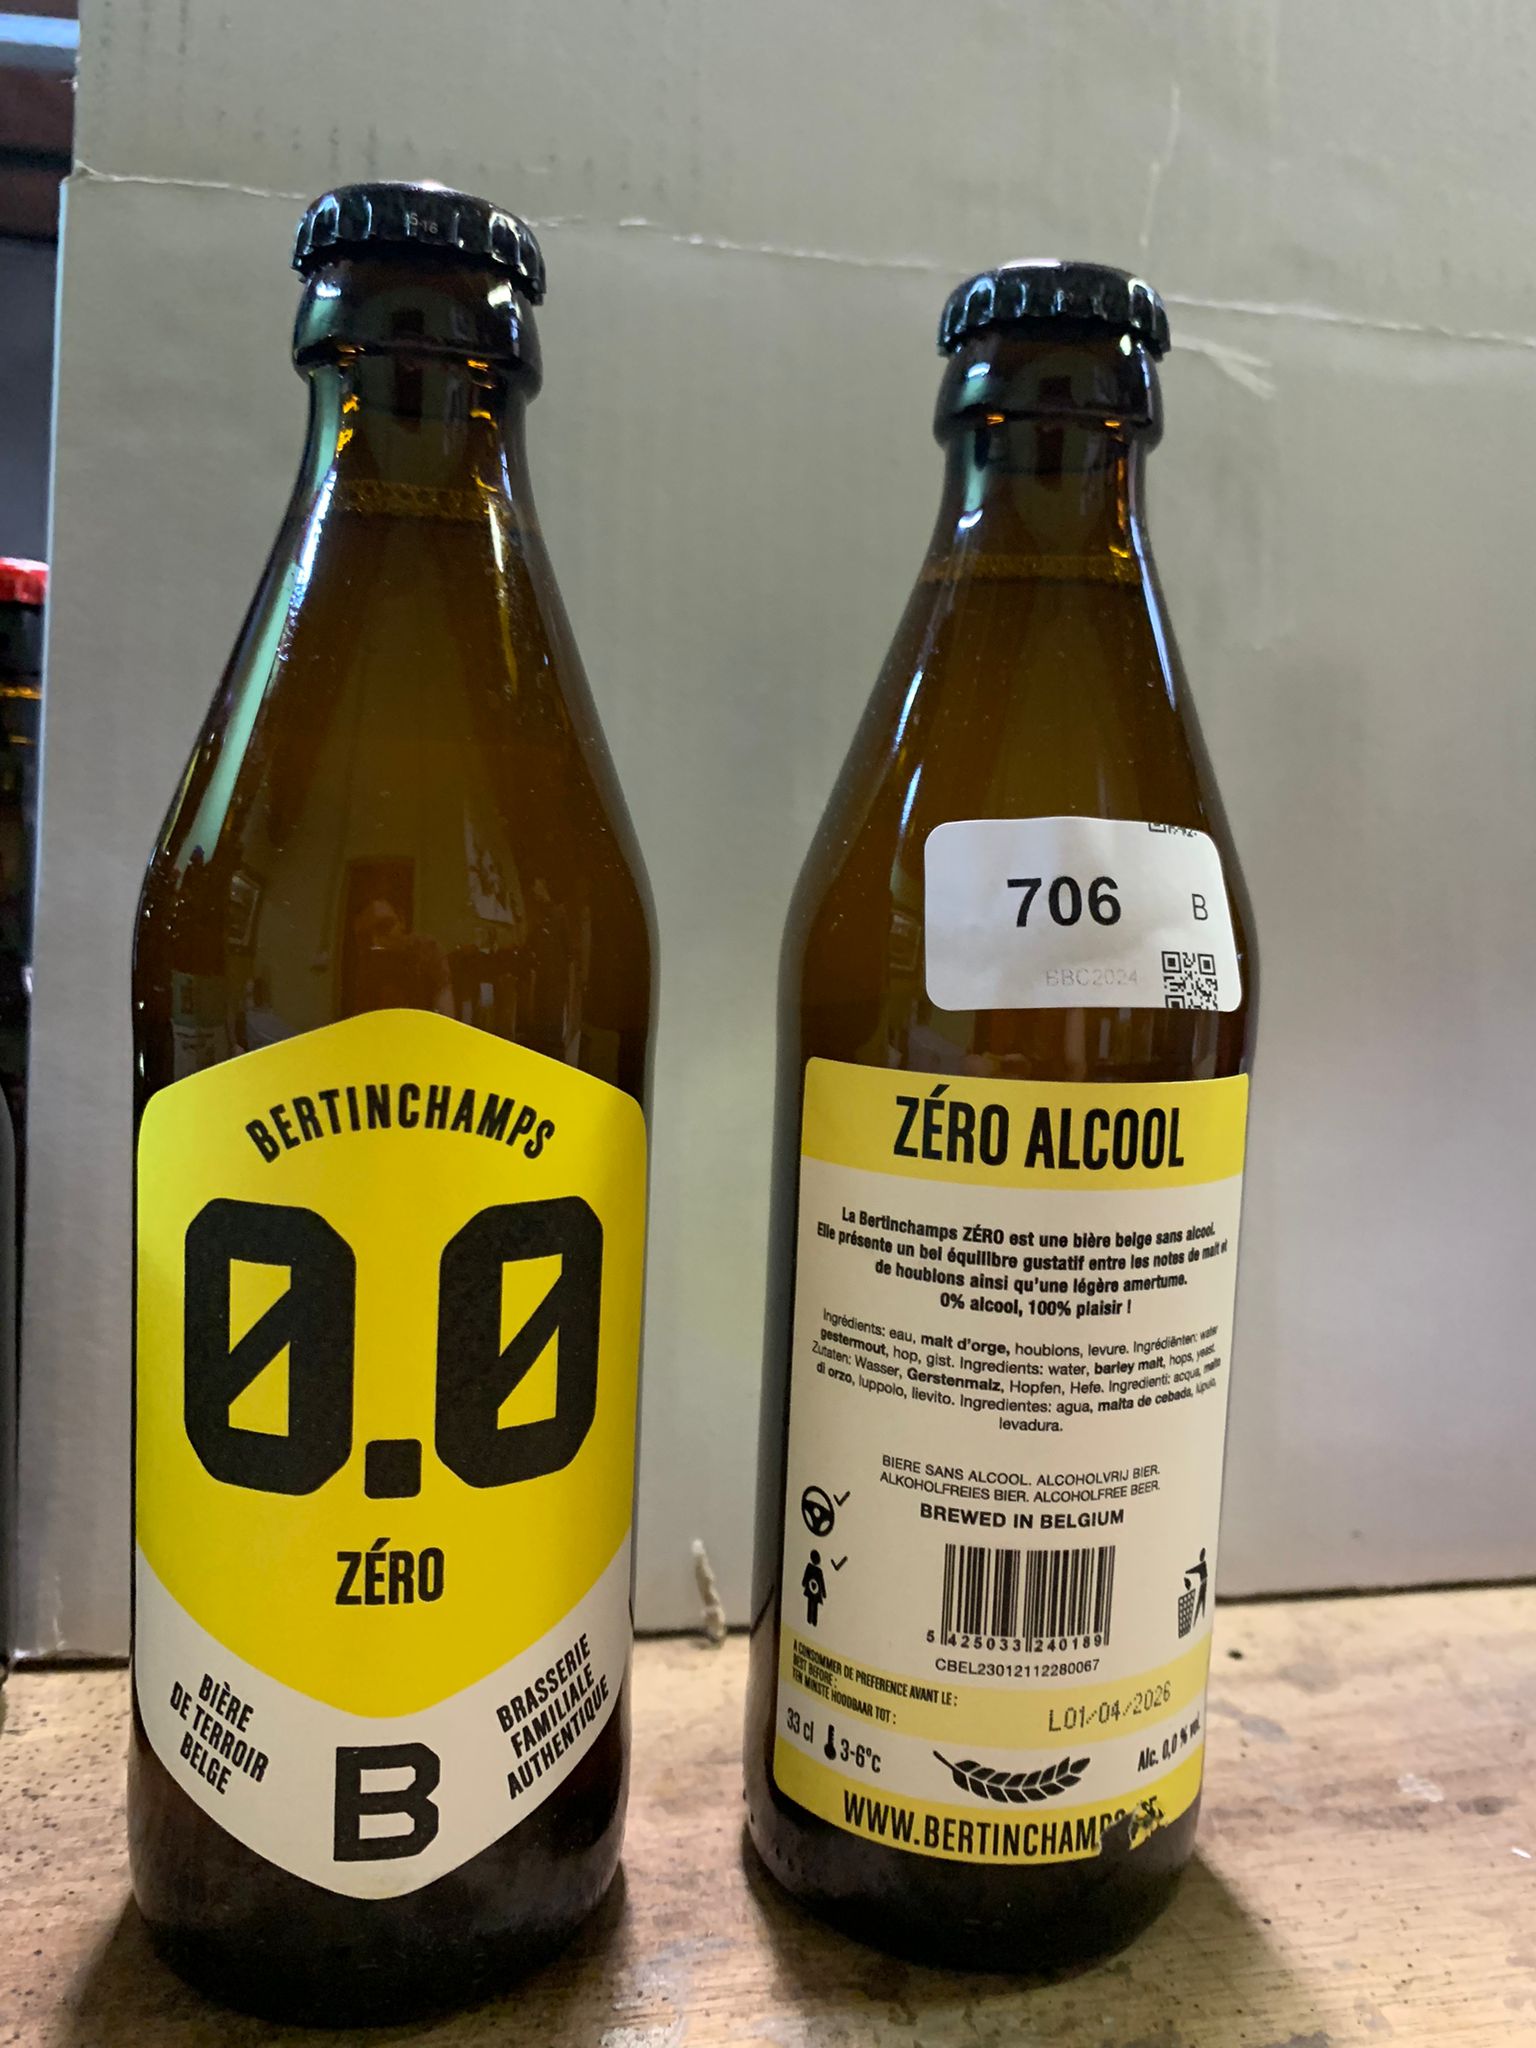 BERTINCHAMPS
0.0
ZÉRO
BIÈRE
DE TERROIR
BELGE
BRASSERIE
FAMILIALE
AUTHENTIQUE
B
706
B
BBC2024
ZÉRO ALCOOL
La Bertinchamps ZÉRO est une bière belge sans alcool.
Elle présente un bel équilibre gustatif entre les notes de malt et
de houblons ainsi qu'une légère amertume.
0% alcool, 100% plaisir !
Ingrédients: eau, malt d'orge, houblons, levure. Ingrediënten: water
gestermout, hop, gist. Ingredients: water, barley malt, hops, yeast.
Zutaten: Wasser, Gerstenmalz, Hopfen, Hefe. Ingredienti: acqua, malto
di orzo, luppolo, lievito. Ingredientes: agua, malta de cebada, lúpulo,
levadura.
BIERE SANS ALCOOL. ALCOHOLVRIJ BIER.
ALKOHOLFREIES BIER. ALCOHOLFREE BEER.
BREWED IN BELGIUM
5 425033 240189
CBEL23012112280067
A CONSOMMER DE PREFERENCE AVANT LE :
BEST BEFORE :
TEN MINSTE HOUDBAAR TOT :
L01/04/2026
33 cl 3-6°C
Alc. 0,0 % vol.
WWW.BERTINCHAMPS